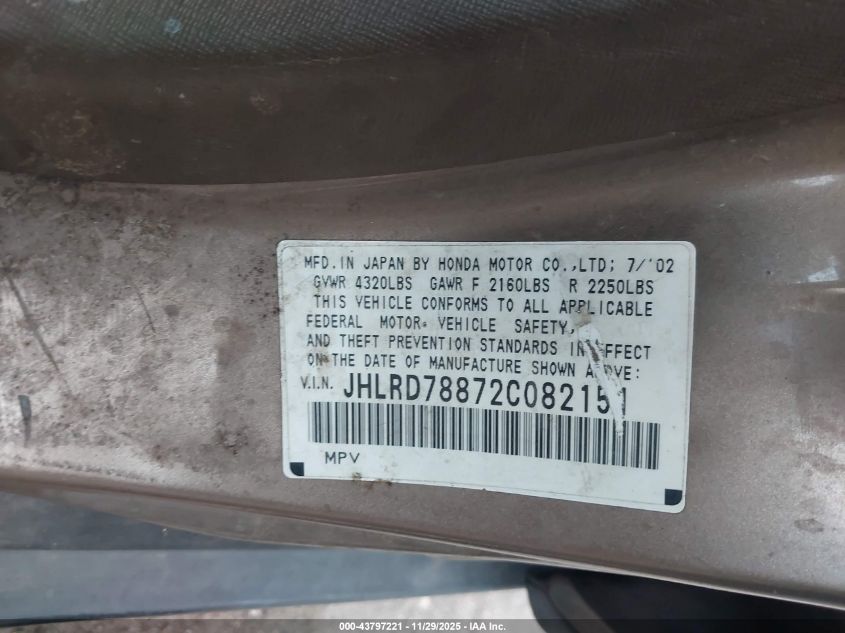 MFD.IN JAPAN BY HONDA MOTOR CO.,LTD; 7/'02
GVWR 4320LBS GAWR F 2160LBS R 2250LBS
THIS VEHICLE CONFORMS TO ALL APPLICABLE
FEDERAL MOTOR VEHICLE SAFETY,
AND THEFT PREVENTION STANDARDS IN EFFECT
ON THE DATE OF MANUFACTURE SHOWN ABOVE:
V.I.N. JHLRD78872C082151
MPV
000-43797221 - 11/29/2025 - IAA Inc.